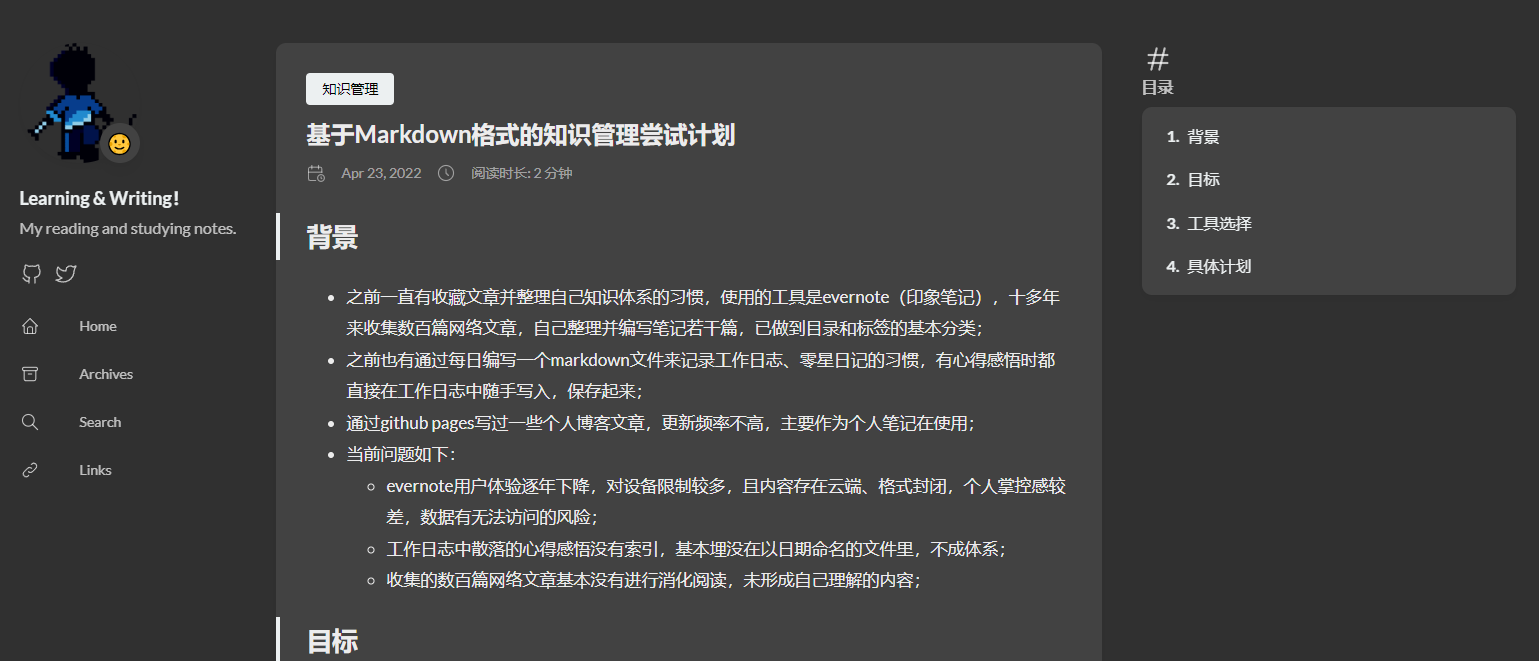 Learning & Writing!
My reading and studying notes.
Home
Archives
Search
Links
知识管理
基于Markdown格式的知识管理尝试计划
Apr 23, 2022 阅读时长: 2 分钟
背景
之前一直有收藏文章并整理自己知识体系的习惯，使用的工具是evernote（印象笔记），十多年
来收集数百篇网络文章，自己整理并编写笔记若干篇，已做到目录和标签的基本分类；
之前也有通过每日编写一个markdown文件来记录工作日志、零星日记的习惯，有心得感悟时都
直接在工作日志中随手写入，保存起来；
通过github pages写过一些个人博客文章，更新频率不高，主要作为个人笔记在使用；
当前问题如下：
evernote用户体验逐年下降，对设备限制较多，且内容存在云端、格式封闭，个人掌控感较
差，数据有无法访问的风险；
工作日志中散落的心得感悟没有索引，基本埋没在以日期命名的文件里，不成体系；
收集的数百篇网络文章基本没有进行消化阅读，未形成自己理解的内容；
目标
#
目录
1. 背景
2. 目标
3. 工具选择
4. 具体计划